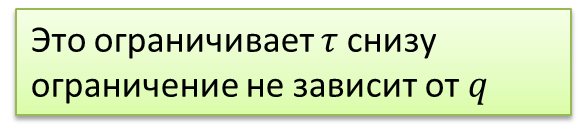 Это ограничивает τ снизу
ограничение не зависит от q